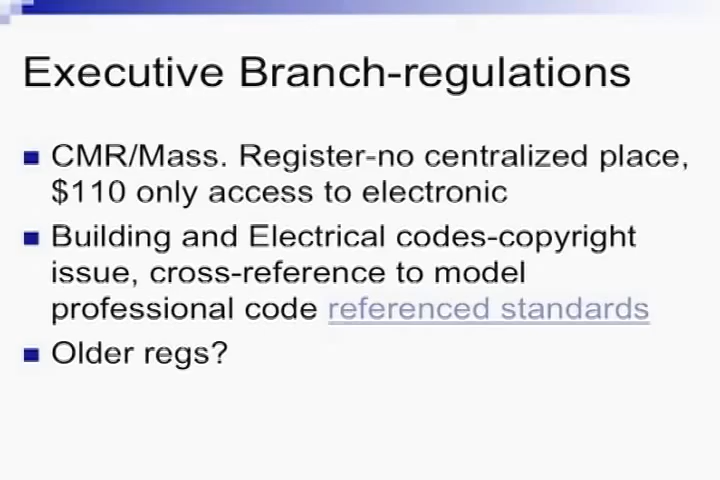 Executive Branch-regulations
CMR/Mass. Register-no centralized place,
$110 only access to electronic
Building and Electrical codes-copyright
issue, cross-reference to model
professional code referenced standards
Older regs?